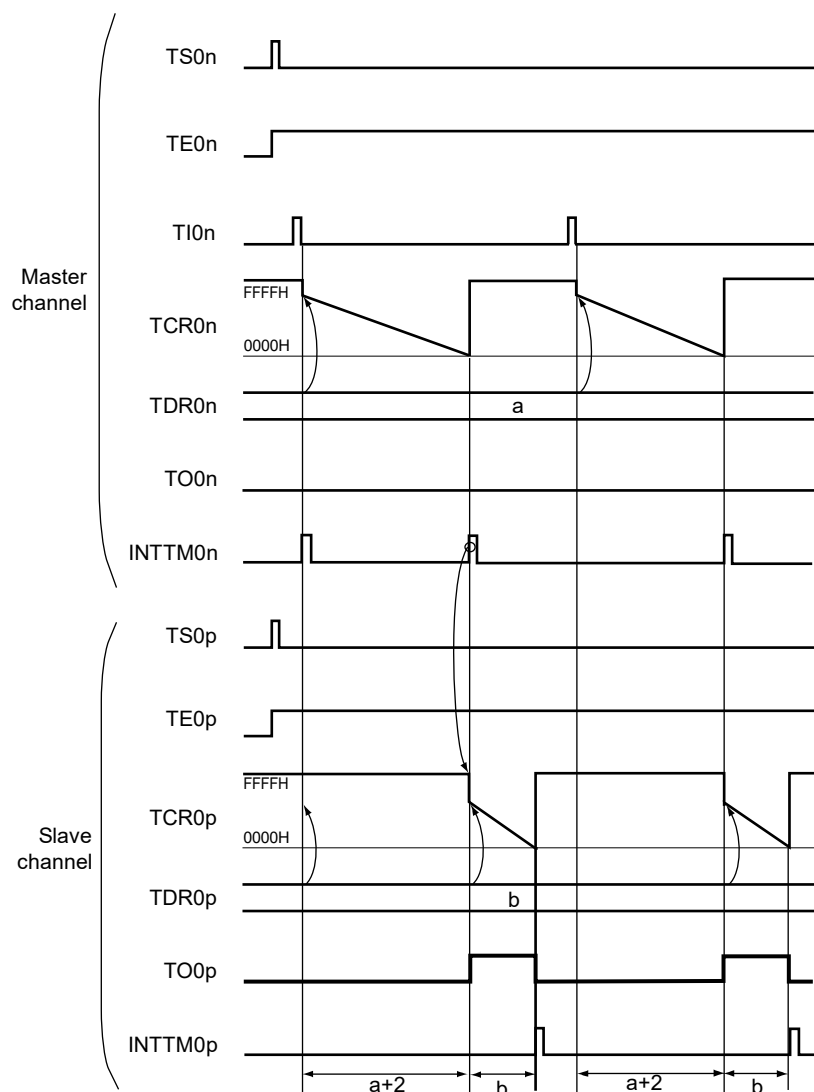 TS0n
TE0n
TI0n
Master
channel
FFFFH
TCR0n
0000H
TDR0n
a
TO0n
INTTM0n
TS0p
TE0p
FFFFH
TCR0p
0000H
Slave
channel
TDR0p
b
TO0p
INTTM0p
a+2 b a+2 b